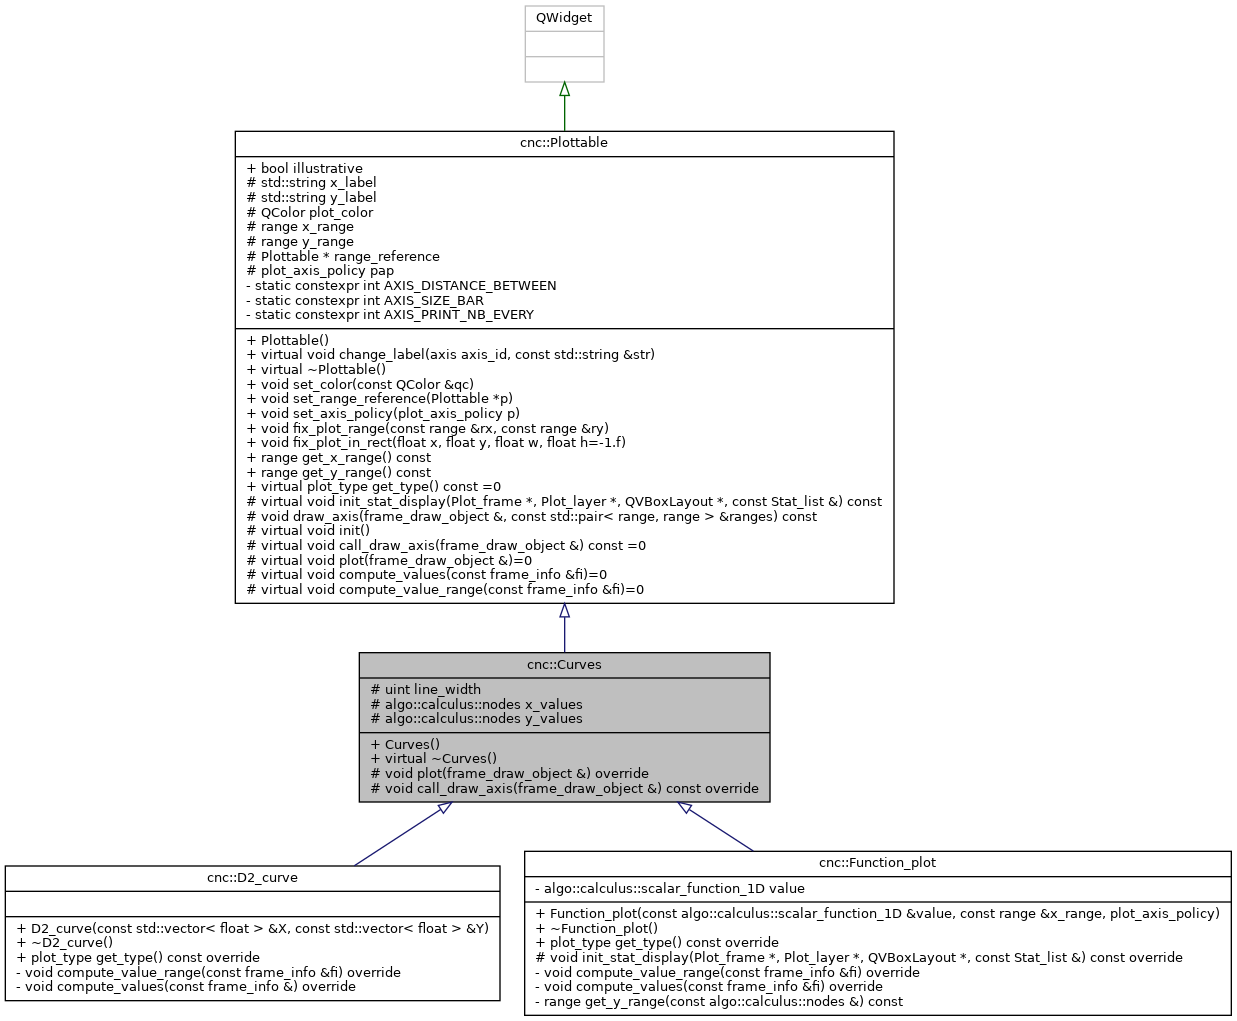 QWidget
cnc::Plottable
+ bool illustrative
# std::string x_label
# std::string y_label
# QColor plot_color
# range x_range
# range y_range
# Plottable * range_reference
# plot_axis_policy pap
- static constexpr int AXIS_DISTANCE_BETWEEN
- static constexpr int AXIS_SIZE_BAR
- static constexpr int AXIS_PRINT_NB_EVERY
+ Plottable()
+ virtual void change_label(axis axis_id, const std::string &str)
+ virtual ~Plottable()
+ void set_color(const QColor &qc)
+ void set_range_reference(Plottable *p)
+ void set_axis_policy(plot_axis_policy p)
+ void fix_plot_range(const range &rx, const range &ry)
+ void fix_plot_in_rect(float x, float y, float w, float h=-1.f)
+ range get_x_range() const
+ range get_y_range() const
+ virtual plot_type get_type() const =0
# virtual void init_stat_display(Plot_frame *, Plot_layer *, QVBoxLayout *, const Stat_list &) const
# void draw_axis(frame_draw_object &, const std::pair< range, range > &ranges) const
# virtual void init()
# virtual void call_draw_axis(frame_draw_object &) const =0
# virtual void plot(frame_draw_object &)=0
# virtual void compute_values(const frame_info &fi)=0
# virtual void compute_value_range(const frame_info &fi)=0
cnc::Curves
# uint line_width
# algo::calculus::nodes x_values
# algo::calculus::nodes y_values
+ Curves()
+ virtual ~Curves()
# void plot(frame_draw_object &) override
# void call_draw_axis(frame_draw_object &) const override
cnc::D2_curve
+ D2_curve(const std::vector< float > &X, const std::vector< float > &Y)
+ ~D2_curve()
+ plot_type get_type() const override
- void compute_value_range(const frame_info &fi) override
- void compute_values(const frame_info &) override
cnc::Function_plot
- algo::calculus::scalar_function_1D value
+ Function_plot(const algo::calculus::scalar_function_1D &value, const range &x_range, plot_axis_policy)
+ ~Function_plot()
+ plot_type get_type() const override
# void init_stat_display(Plot_frame *, Plot_layer *, QVBoxLayout *, const Stat_list &) const override
- void compute_value_range(const frame_info &fi) override
- void compute_values(const frame_info &fi) override
- range get_y_range(const algo::calculus::nodes &) const